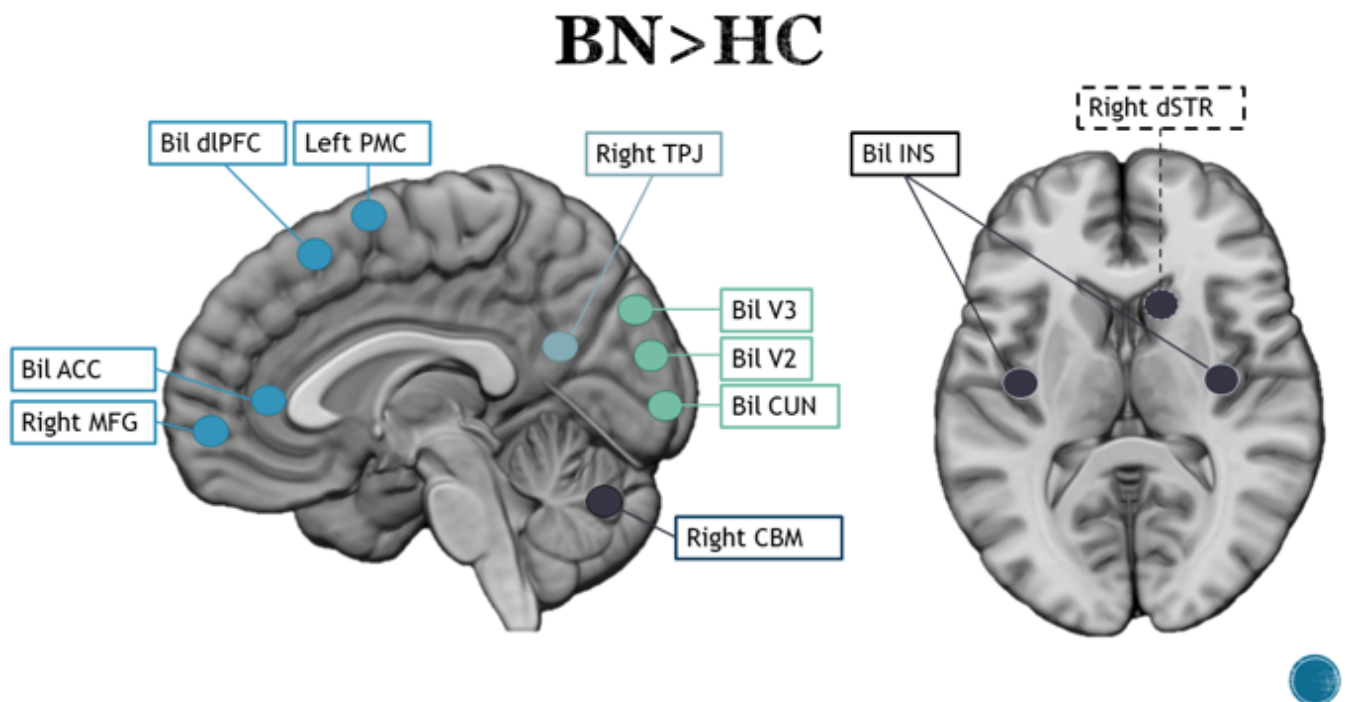 BN>HC
Bil dlPFC
Left PMC
Right TPJ
Bil INS
Right dSTR
Bil V3
Bil V2
Bil CUN
Bil ACC
Right MFG
Right CBM